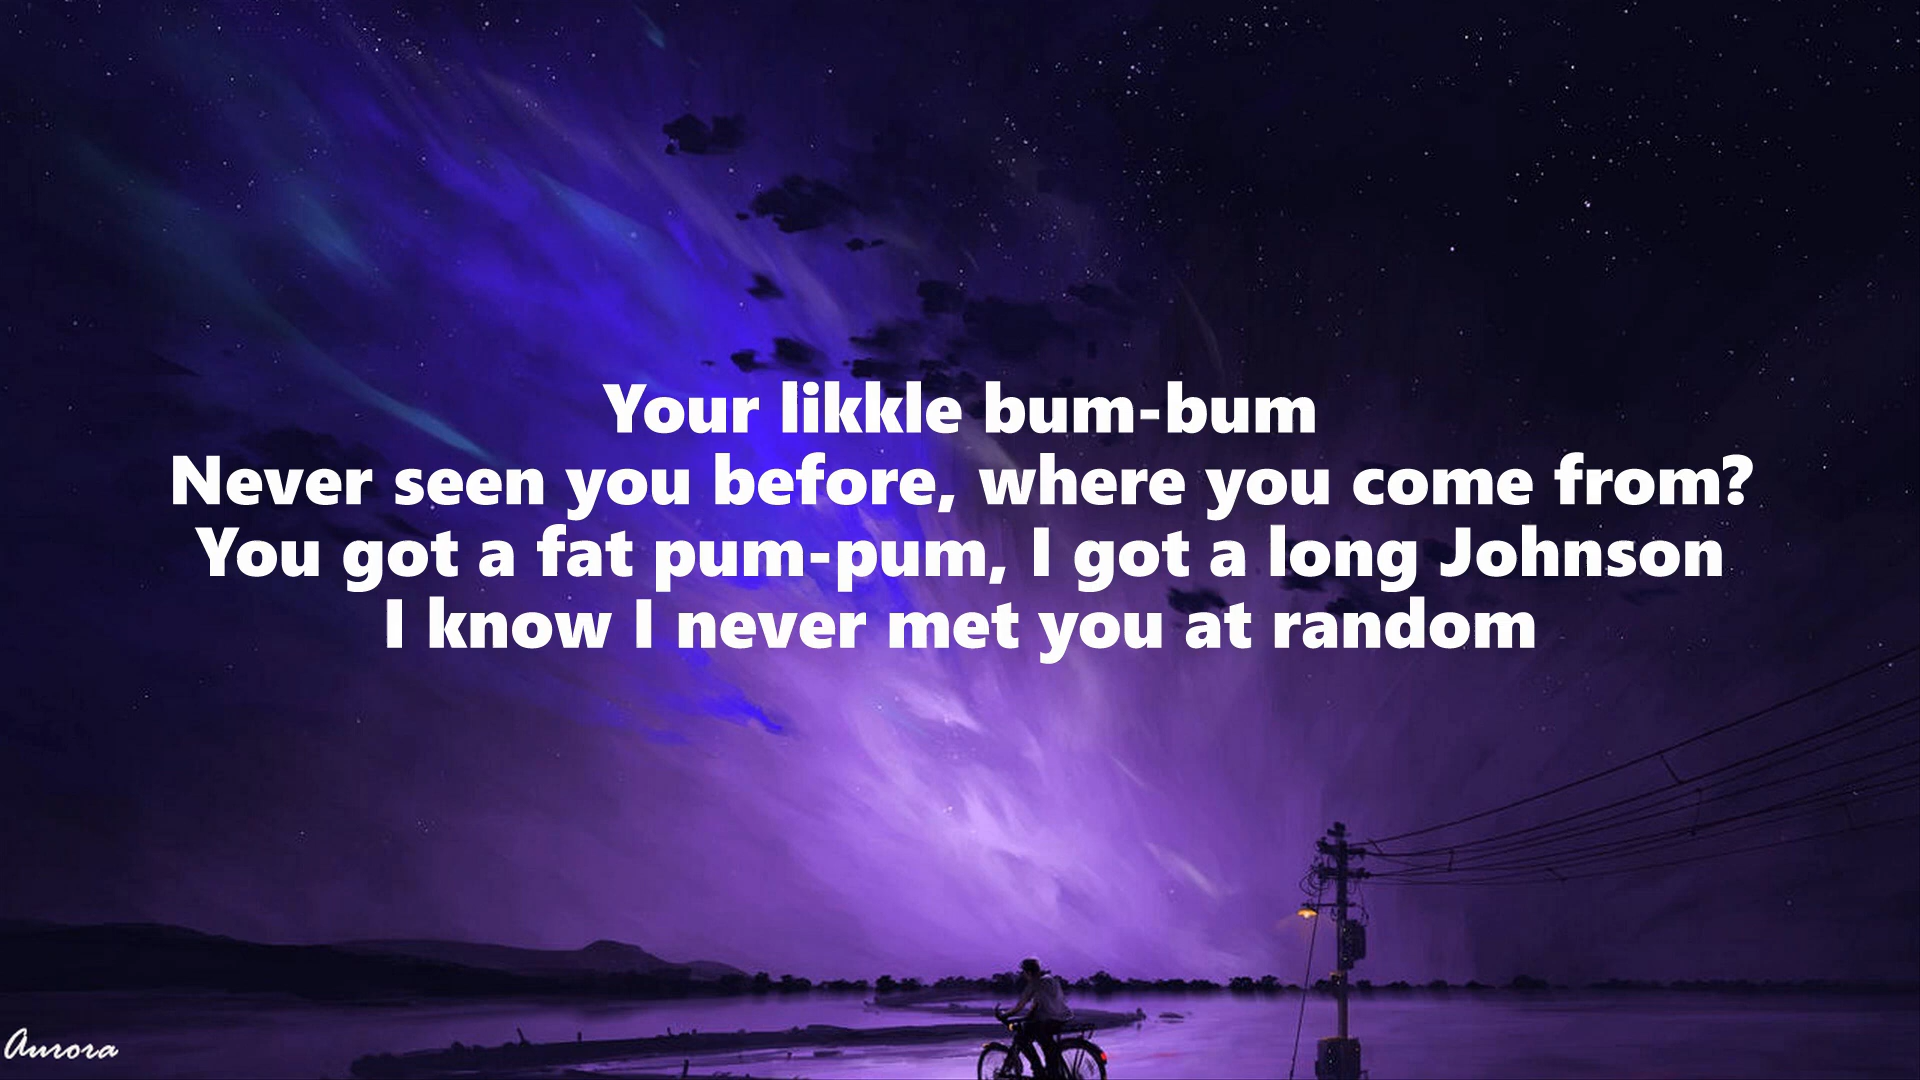 Your likkle bum-bum
Never seen you before, where you come from?
You got a fat pum-pum, I got a long Johnson
I know I never met you at random
Aurora